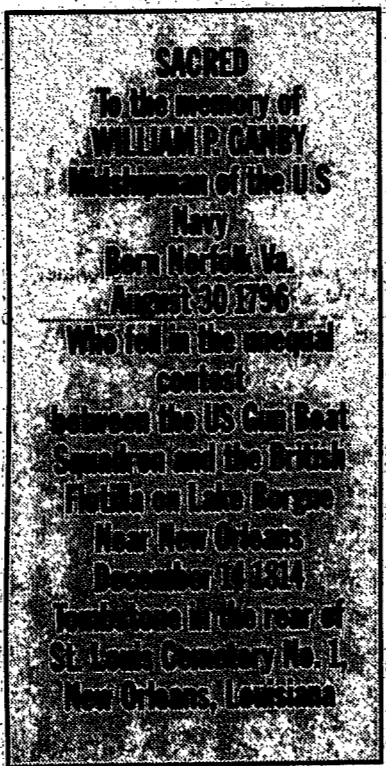 SACRED
To the memory of
WILLIAM P. CANBY
Midshipman of the U S
Navy
Born Norfolk Va.
August 30 1796
Who fell in the unequal
contest
between the US Gun Boat
Squadron and the British
Flotilla on Lake Borgne
Near New Orleans
December 14 1814
Tombstone in the rear of
St. Louis Cemetery No. 1,
New Orleans, Louisiana